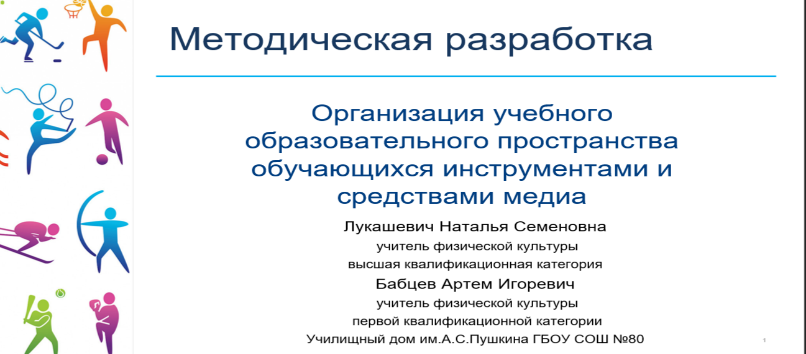 Методическая разработка
Организация учебного
образовательного пространства
обучающихся инструментами и
средствами медиа
Лукашевич Наталья Семеновна
учитель физической культуры
высшая квалификационная категория
Бабцев Артем Игоревич
учитель физической культуры
первой квалификационной категории
Училищный дом им.А.С.Пушкина ГБОУ СОШ №80
1